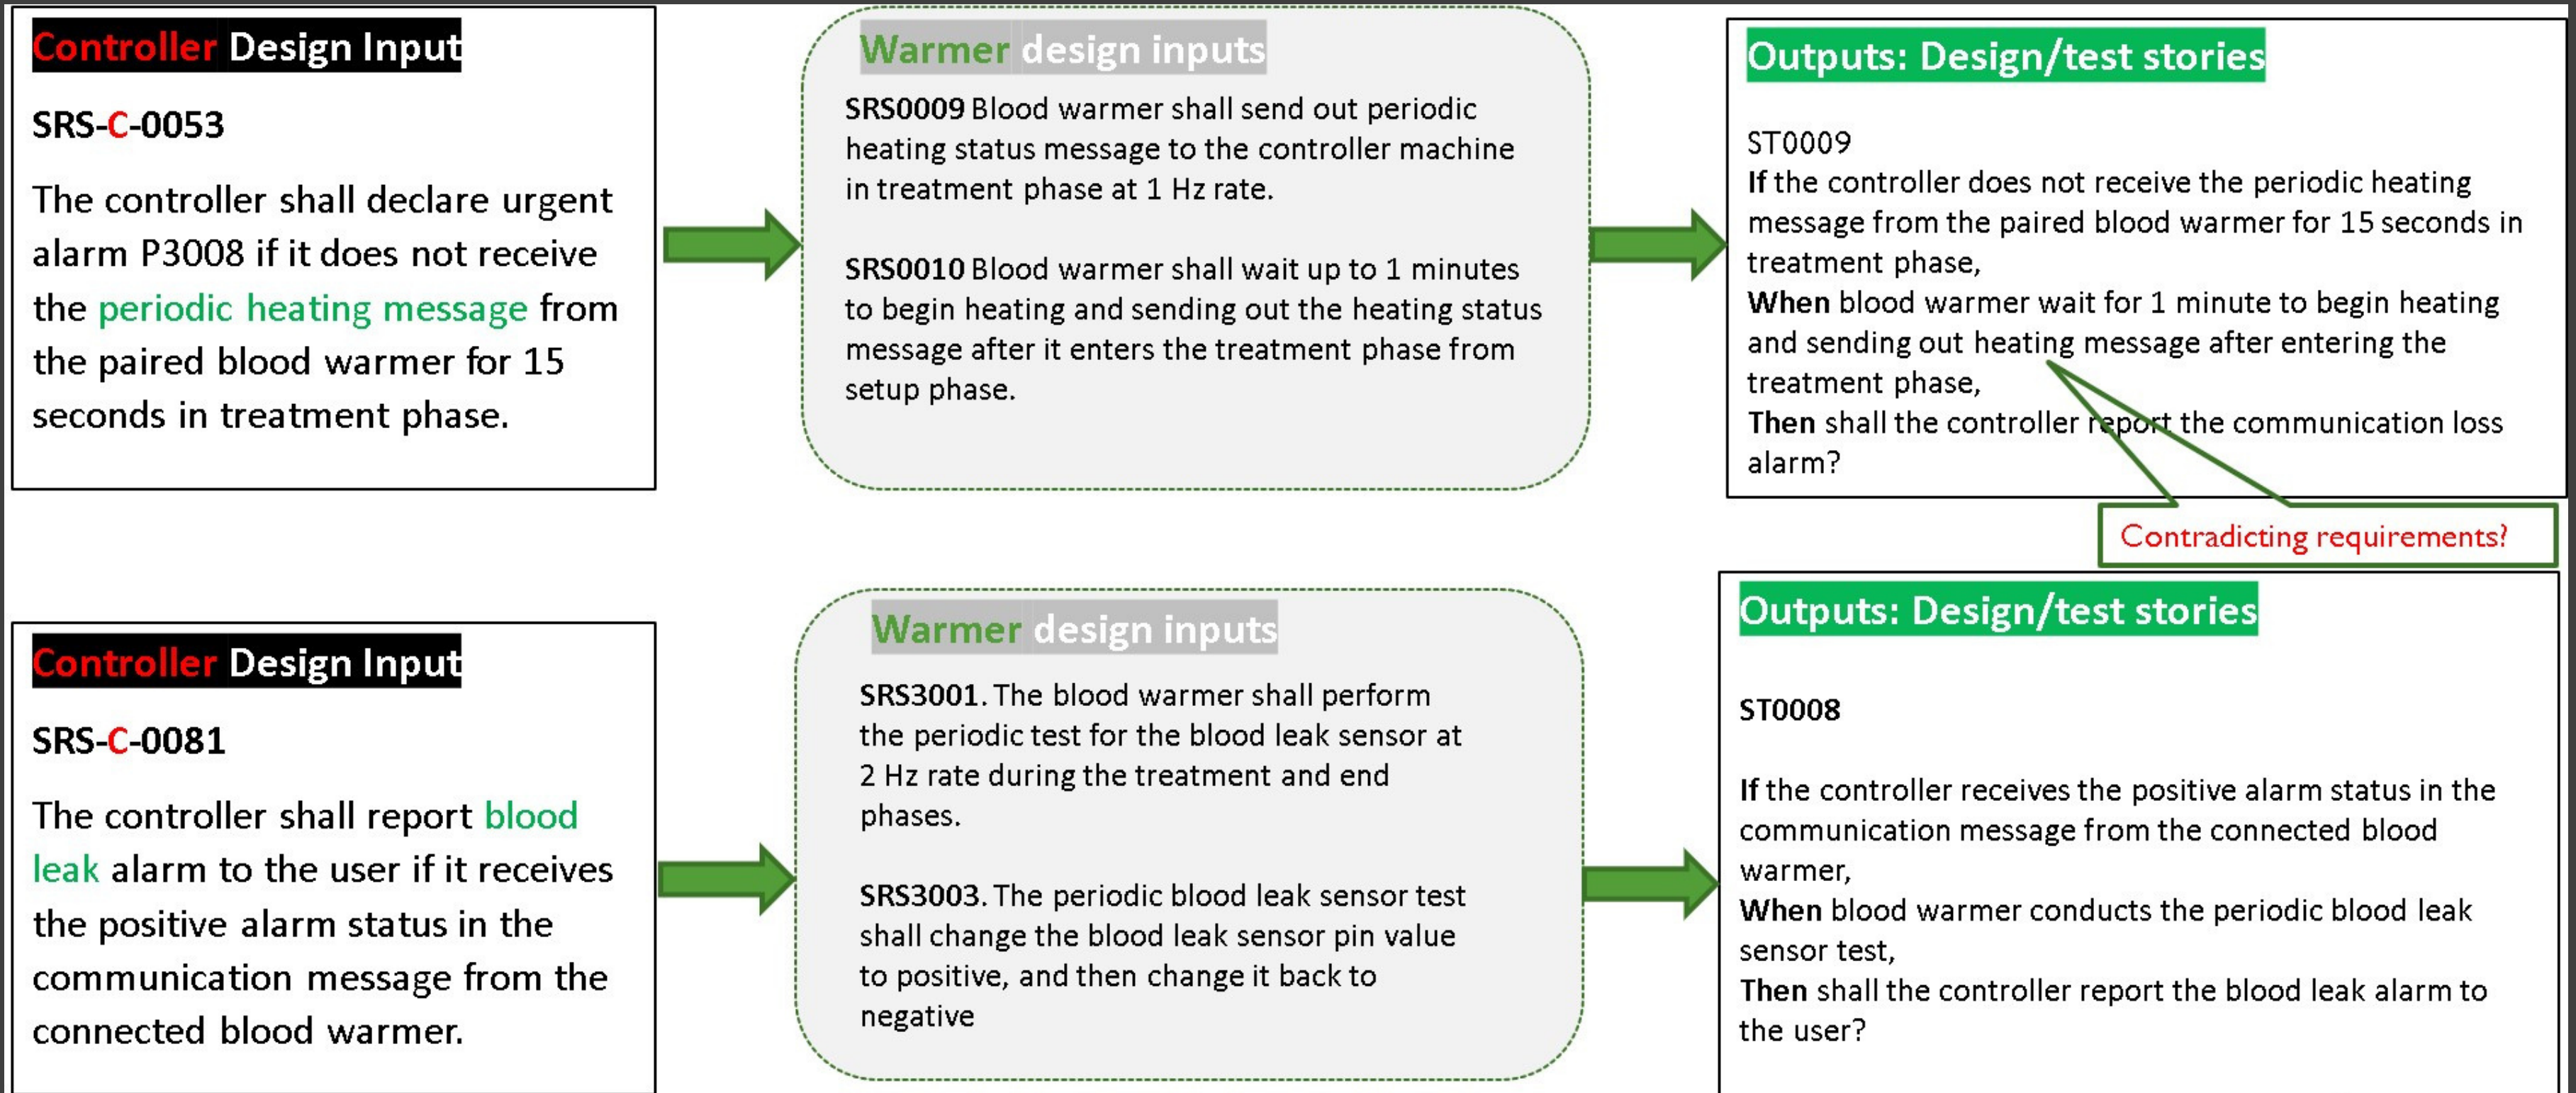 Controller Design Input
SRS-C-0053
The controller shall declare urgent
alarm P3008 if it does not receive
the periodic heating message from
the paired blood warmer for 15
seconds in treatment phase.
Warmer design inputs
SRS0009 Blood warmer shall send out periodic
heating status message to the controller machine
in treatment phase at 1 Hz rate.
SRS0010 Blood warmer shall wait up to 1 minutes
to begin heating and sending out the heating status
message after it enters the treatment phase from
setup phase.
Outputs: Design/test stories
ST0009
If the controller does not receive the periodic heating
message from the paired blood warmer for 15 seconds in
treatment phase,
When blood warmer wait for 1 minute to begin heating
and sending out heating message after entering the
treatment phase,
Then shall the controller report the communication loss
alarm?
Contradicting requirements?
Controller Design Input
SRS-C-0081
The controller shall report blood
leak alarm to the user if it receives
the positive alarm status in the
communication message from the
connected blood warmer.
Warmer design inputs
SRS3001. The blood warmer shall perform
the periodic test for the blood leak sensor at
2 Hz rate during the treatment and end
phases.
SRS3003. The periodic blood leak sensor test
shall change the blood leak sensor pin value
to positive, and then change it back to
negative
Outputs: Design/test stories
ST0008
If the controller receives the positive alarm status in the
communication message from the connected blood
warmer,
When blood warmer conducts the periodic blood leak
sensor test,
Then shall the controller report the blood leak alarm to
the user?